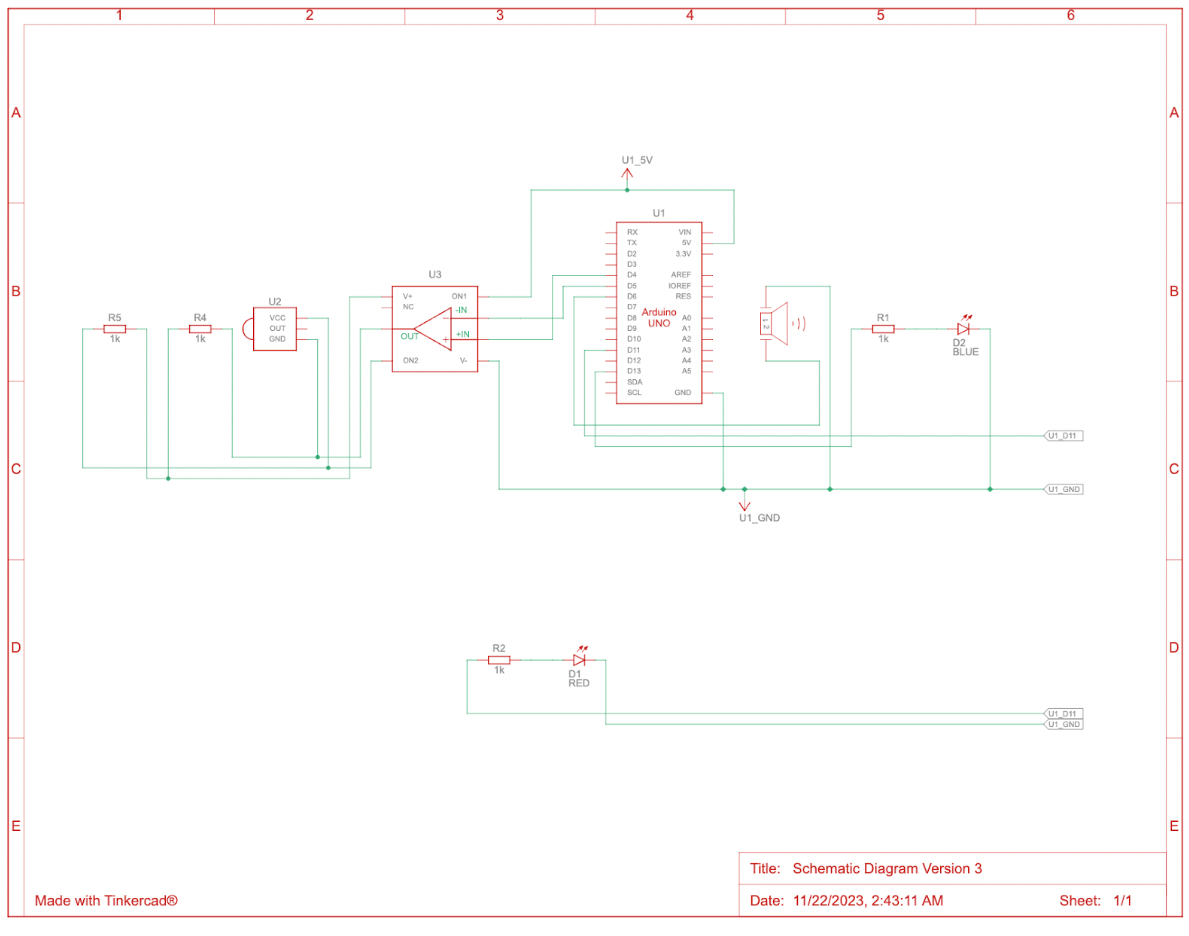 1 2 3 4 5 6
A A
U1_5V
U1
RX VIN
TX 5V
D2 3.3V
D3
D4 AREF
D5 IOREF
D6 RES
D7
D8 A0
D9 A1
D10 A2
D11 A3
D12 A4
D13 A5
SDA
SCL GND
Arduino
UNO
B B
U3
V+ ON1
NC -IN
OUT +IN
ON2 V-
U2
VCC
OUT
GND
R5
1k
R4
1k
1 2
R1
1k
D2
BLUE
U1_D11
C C
U1_GND
U1_GND
D D
R2
1k
D1
RED
U1_D11
U1_GND
E E
Title: Schematic Diagram Version 3
Made with Tinkercad®
Date: 11/22/2023, 2:43:11 AM Sheet: 1/1